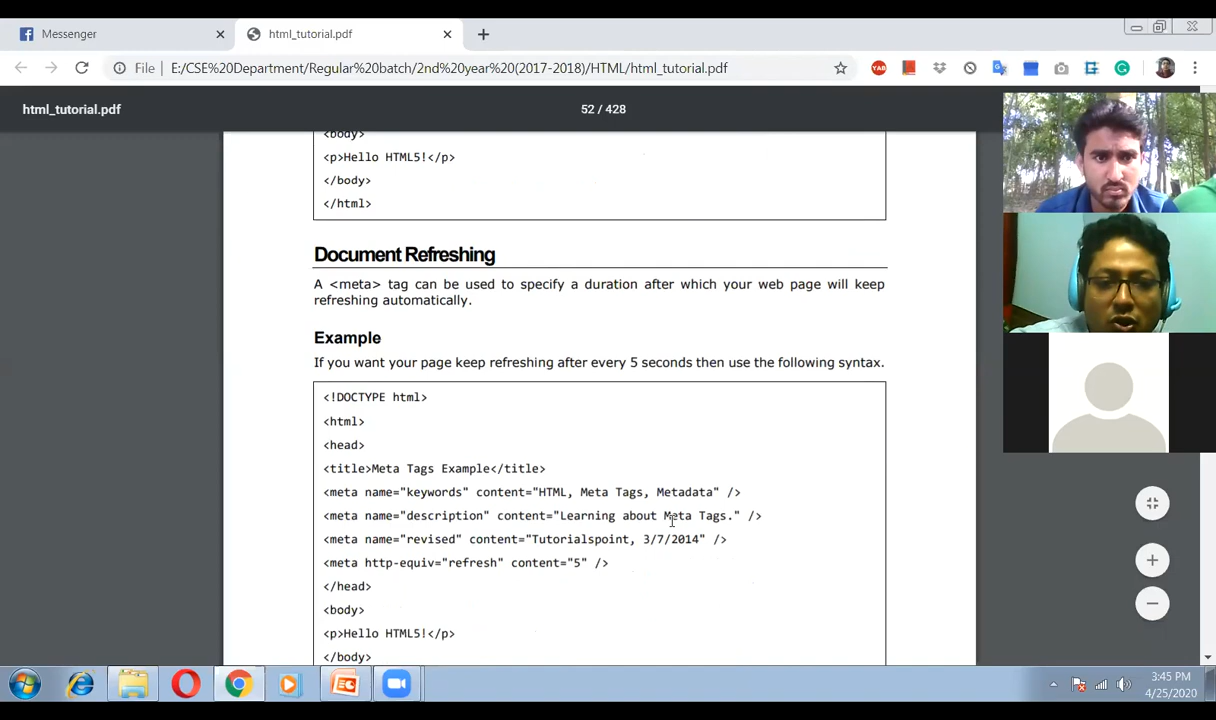 Messenger
html_tutorial.pdf
File
E:/CSE%20Department/Regular%20batch/2nd%20year%20(2017-2018)/HTML/html_tutorial.pdf
YAB
html_tutorial.pdf
52 / 428
<body>
<p>Hello HTML5!</p>
</body>
</html>
Document Refreshing
A <meta> tag can be used to specify a duration after which your web page will keep
refreshing automatically.
Example
If you want your page keep refreshing after every 5 seconds then use the following syntax.
<!DOCTYPE html>
<html>
<head>
<title>Meta Tags Example</title>
<meta name="keywords" content="HTML, Meta Tags, Metadata" />
<meta name="description" content="Learning about Meta Tags." />
<meta name="revised" content="Tutorialspoint, 3/7/2014" />
<meta http-equiv="refresh" content="5" />
</head>
<body>
<p>Hello HTML5!</p>
</body>
3:45 PM
4/25/2020